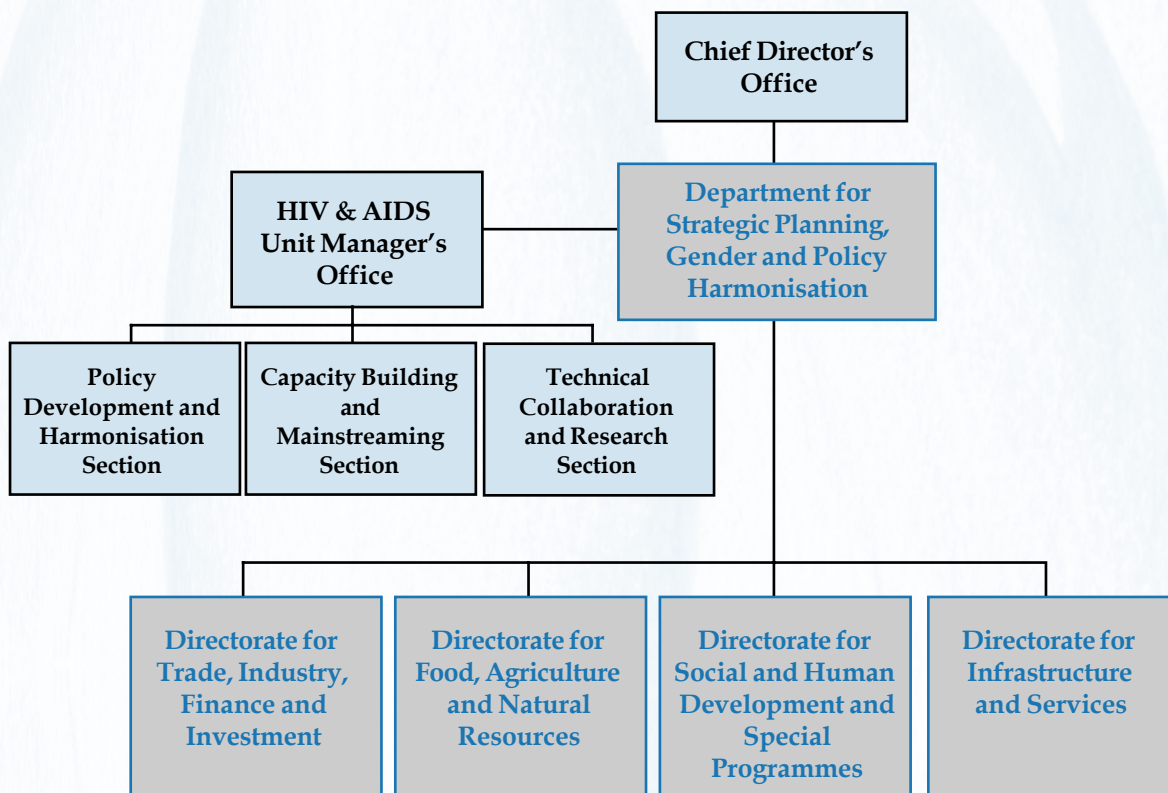 Chief Director's
Office
Department for
Strategic Planning,
Gender and Policy
Harmonisation
HIV & AIDS
Unit Manager's
Office
Policy
Development and
Harmonisation
Section
Capacity Building
and
Mainstreaming
Section
Technical
Collaboration
and Research
Section
Directorate for
Trade, Industry,
Finance and
Investment
Directorate for
Food, Agriculture
and Natural
Resources
Directorate for
Social and Human
Development and
Special
Programmes
Directorate for
Infrastructure
and Services